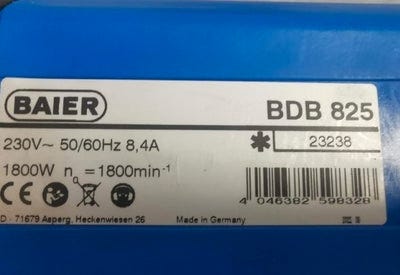 BAIER
BDB 825
230V~ 50/60Hz 8,4A
23238
1800W n₀=1800min⁻¹
4 046382 598328
D - 71679 Asperg, Heckenwiesen 26
Made in Germany